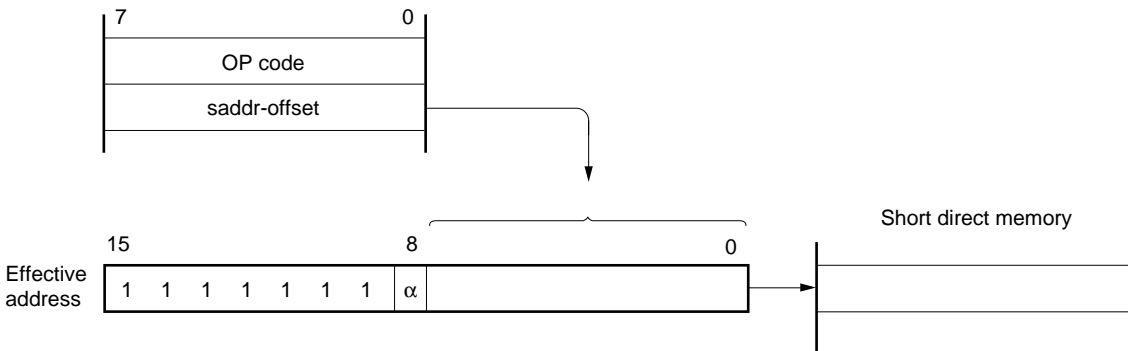 7 0
OP code
saddr-offset
Short direct memory
15 8 0
Effective
address
1 1 1 1 1 1 1 α